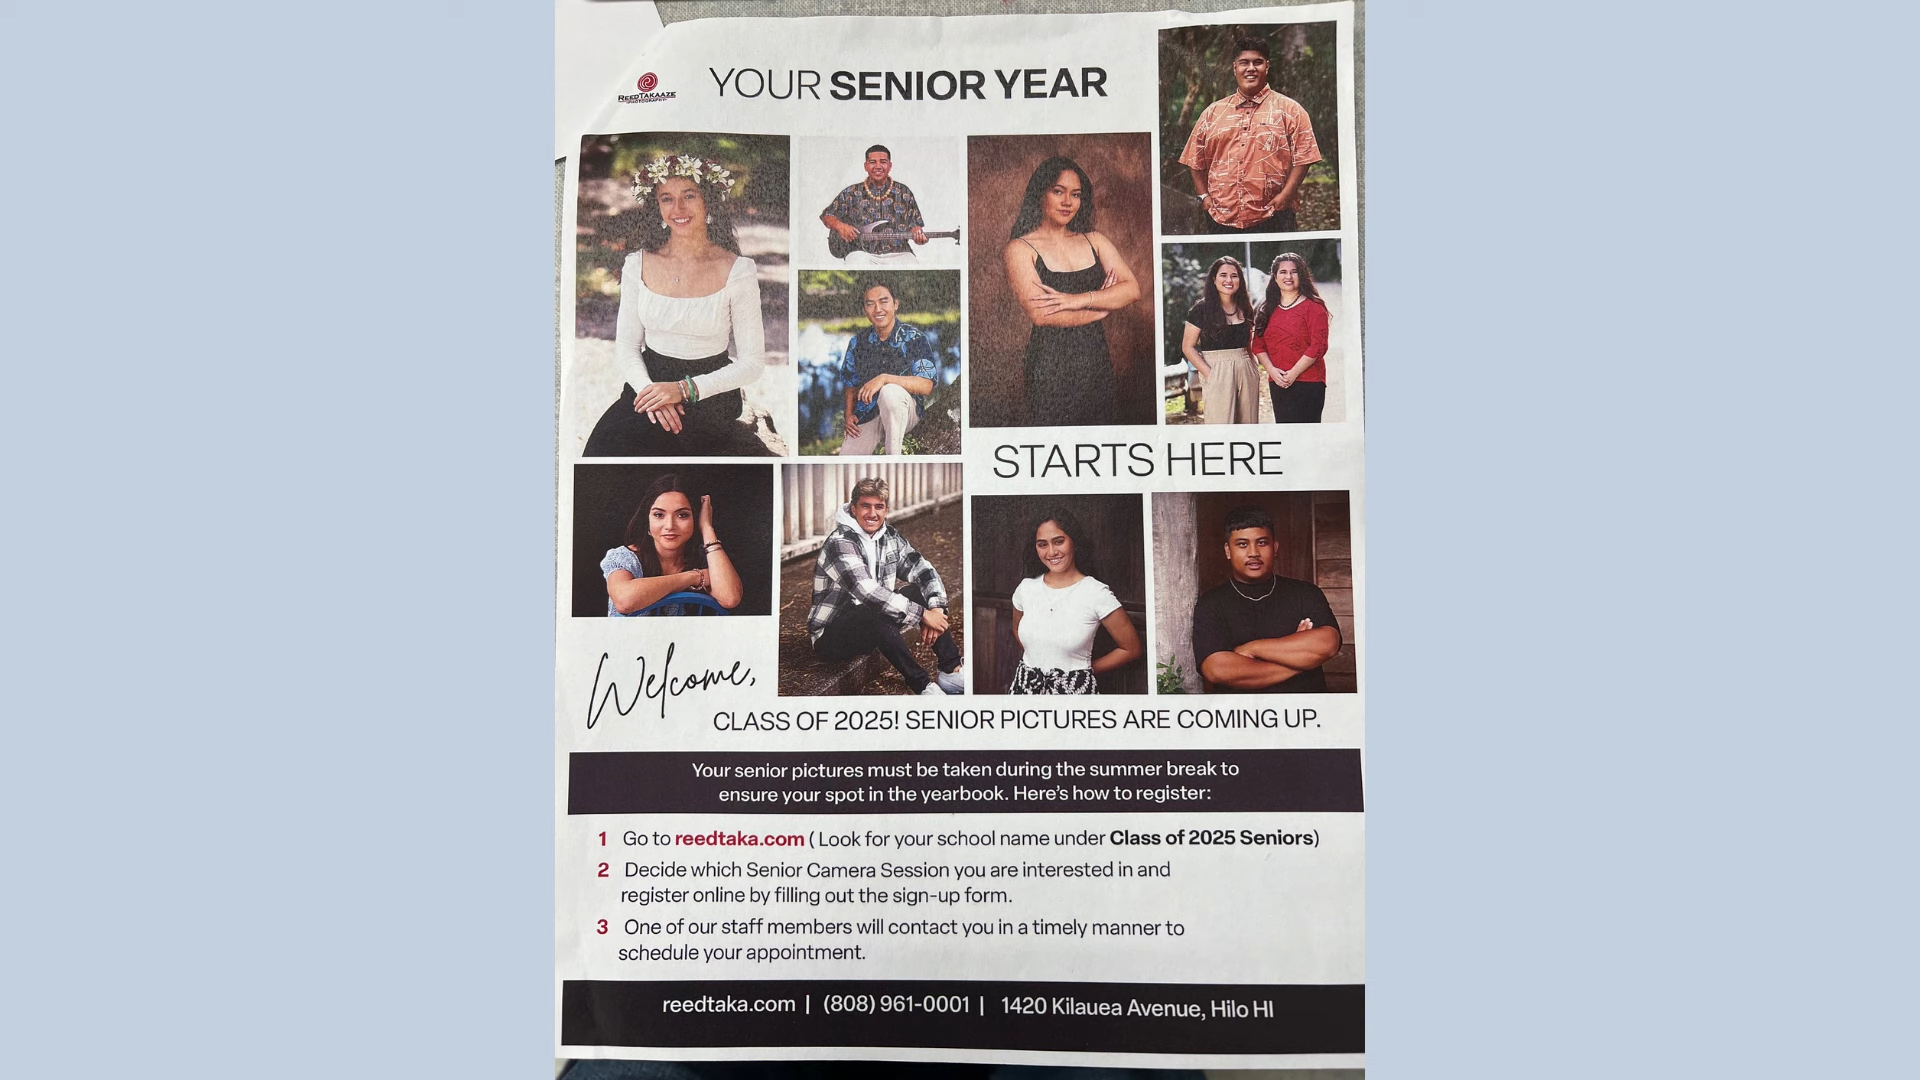 REEDTAKAAZE
PHOTOGRAPHY
YOUR SENIOR YEAR
STARTS HERE
Welcome,
CLASS OF 2025! SENIOR PICTURES ARE COMING UP.
Your senior pictures must be taken during the summer break to
ensure your spot in the yearbook. Here's how to register:
1 Go to reedtaka.com ( Look for your school name under Class of 2025 Seniors)
2 Decide which Senior Camera Session you are interested in and
register online by filling out the sign-up form.
3 One of our staff members will contact you in a timely manner to
schedule your appointment.
reedtaka.com | (808) 961-0001 | 1420 Kilauea Avenue, Hilo HI